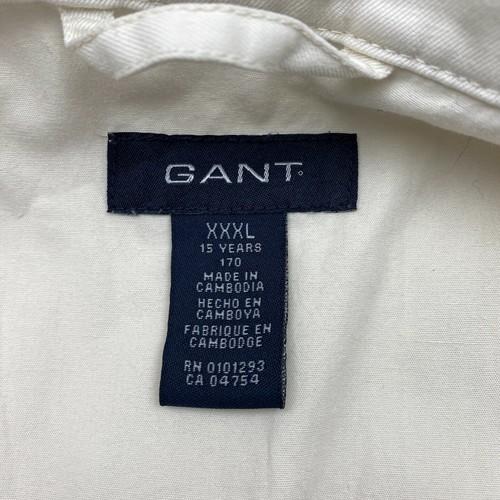 GANT
XXXL
15 YEARS
170
MADE IN
CAMBODIA
HECHO EN
CAMBOYA
FABRIQUE EN
CAMBODGE
RN 0101293
CA 04754